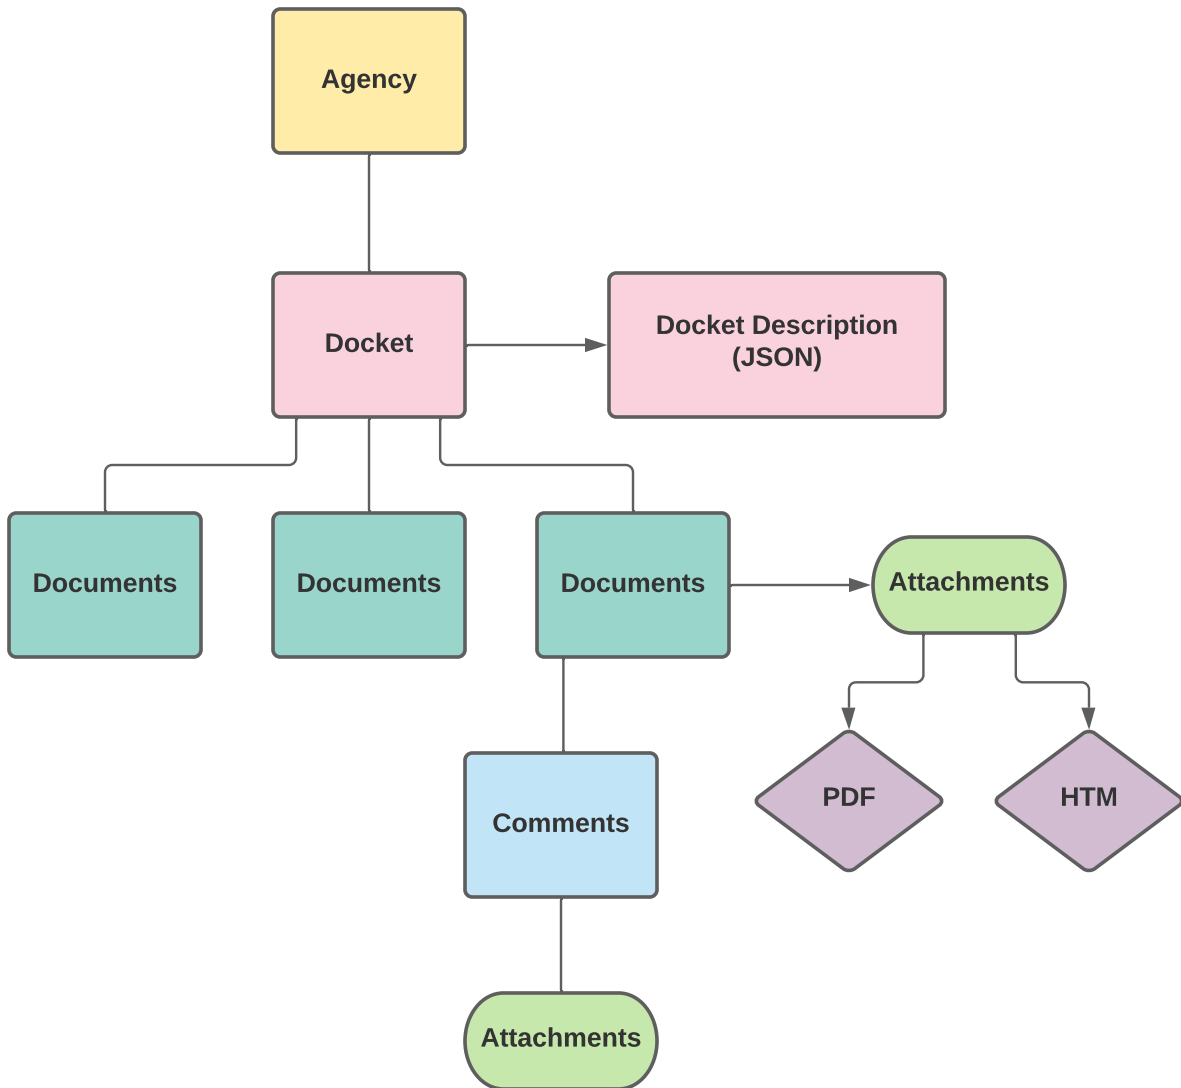 Agency
Docket
Docket Description
(JSON)
Documents
Documents
Documents
Attachments
PDF
HTM
Comments
Attachments